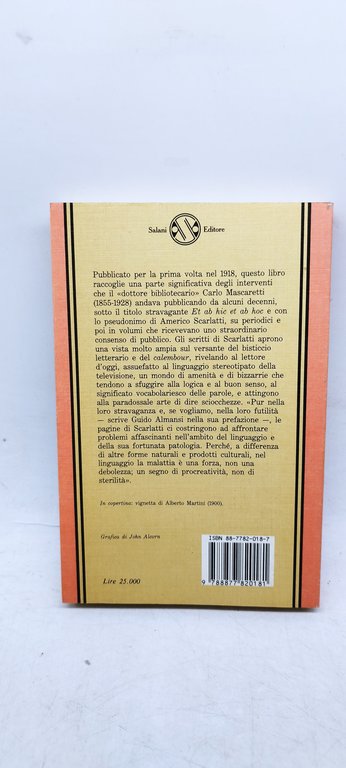 Salani Editore
Pubblicato per la prima volta nel 1918, questo libro
raccoglie una parte significativa degli interventi
che il «dottore bibliotecario» Carlo Mascaretti
(1855-1928) andava pubblicando da alcuni decenni,
sotto il titolo stravagante Et ab hic et ab hoc e con
lo pseudonimo di Americo Scarlatti, su periodici e
poi in volumi che ricevevano uno straordinario
consenso di pubblico. Gli scritti di Scarlatti aprono
una vista molto ampia sul versante del bisticcio
letterario e del calembour, rivelando al lettore
d'oggi, assuefatto al linguaggio stereotipato della
televisione, un mondo di amenità e di bizzarrie che
tendono a sfuggire alla logica e al buon senso, al
significato vocabolariesco delle parole, e attingono
alla paradossale arte di dire sciocchezze. «Pur nella
loro stravaganza e, se vogliamo, nella loro futilità
— scrive Guido Almansi nella sua prefazione —, le
pagine di Scarlatti ci costringono ad affrontare
problemi affascinanti nell'ambito del linguaggio e
della sua fortunata patologia. Perché, a differenza
di altre forme naturali e prodotti culturali, nel
linguaggio la malattia è una forza, non una
debolezza; un segno di procreatività, non di
sterilità».
In copertina: vignetta di Alberto Martini (1900).
Grafica di John Alcorn
ISBN 88-7782-018-7
Lire 25.000
9 788877 820181